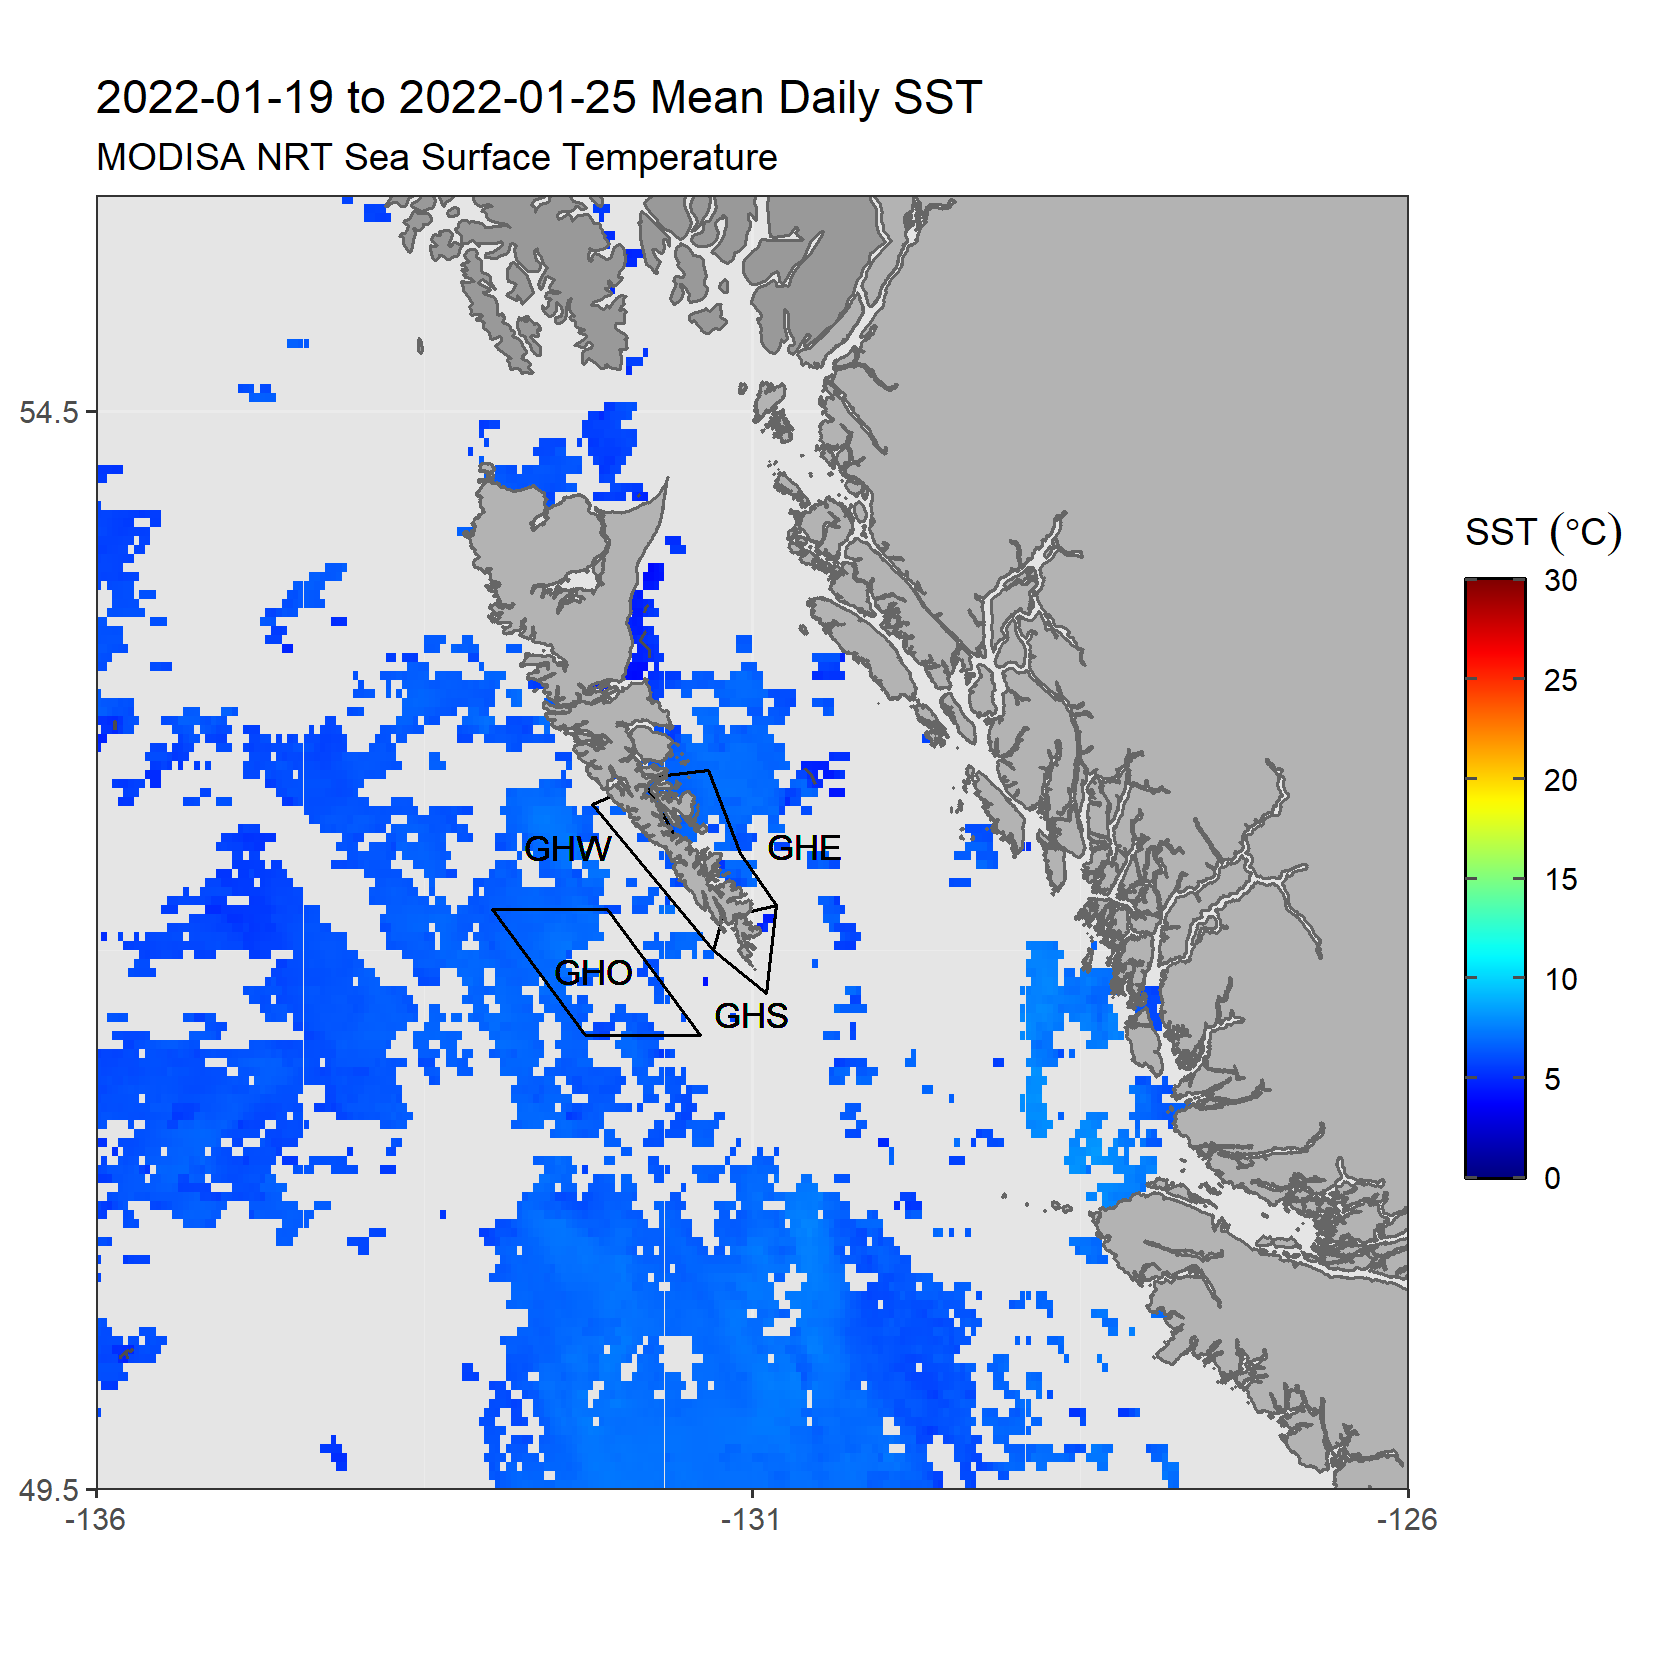 2022-01-19 to 2022-01-25 Mean Daily SST
MODISA NRT Sea Surface Temperature
54.5
49.5
-136
-131
-126
GHW
GHE
GHO
GHS
SST (°C)
30
25
20
15
10
5
0